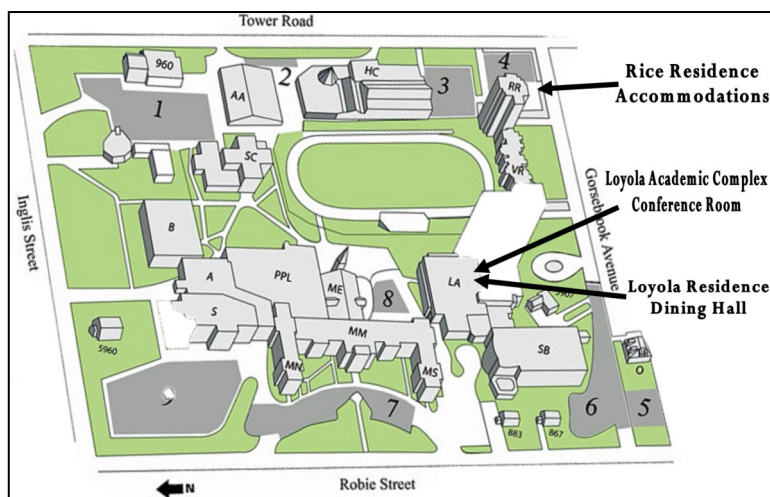 Tower Road
960
AA
2
HC
3
4
RR
Rice Residence
Accommodations
1
SC
VR
Inglis Street
Gorsebrook Avenue
Loyola Academic Complex
Conference Room
B
A
PPL
ME
8
LA
5907
Loyola Residence
Dining Hall
S
MM
5960
MN
MS
SB
O
9
7
6
5
883
867
N
Robie Street